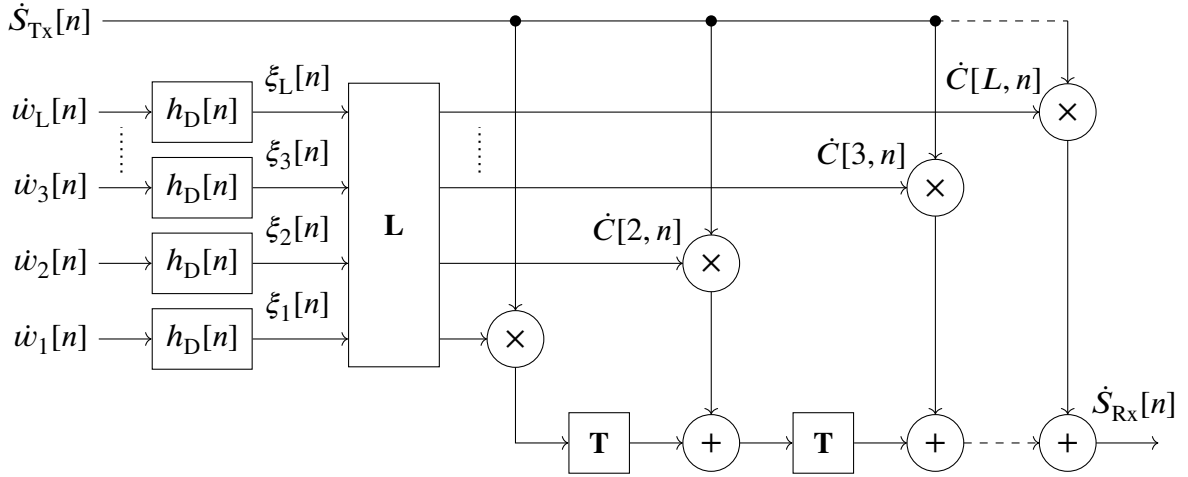 Ṡ_Tx[n]
ẇ_L[n] h_D[n] ξ_L[n] Ċ[L, n] ×
ẇ_3[n] h_D[n] ξ_3[n] Ċ[3, n] ×
L
ẇ_2[n] h_D[n] ξ_2[n] Ċ[2, n] ×
ẇ_1[n] h_D[n] ξ_1[n] ×
T + T + + Ṡ_Rx[n]